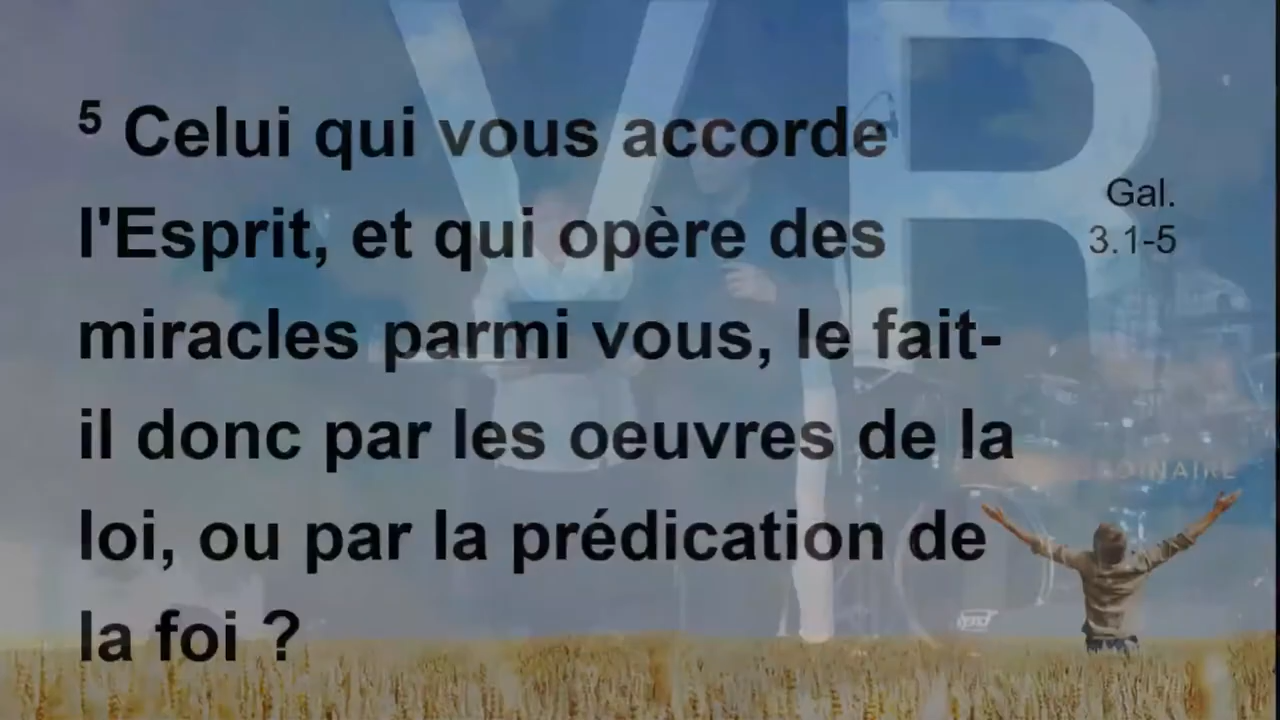 ⁵ Celui qui vous accorde
l'Esprit, et qui opère des
miracles parmi vous, le fait-
il donc par les oeuvres de la
loi, ou par la prédication de
la foi ?
Gal.
3.1-5
V R